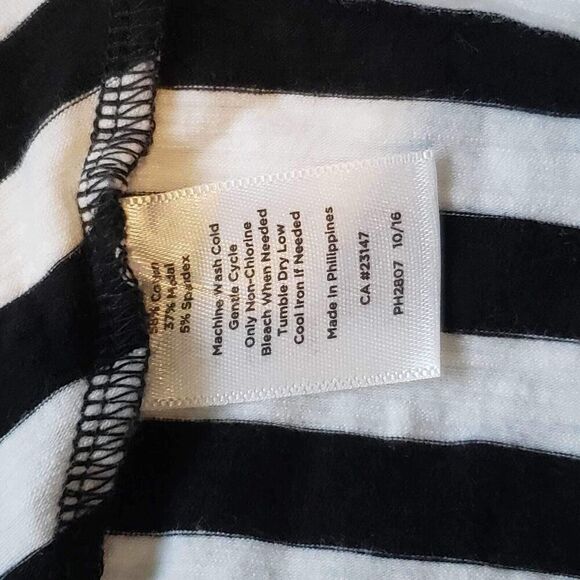 58% Cotton
37% Modal
5% Spandex
Machine Wash Cold
Gentle Cycle
Only Non-Chlorine
Bleach When Needed
Tumble Dry Low
Cool Iron If Needed
Made in Philippines
CA #23147
PH2807 10/16